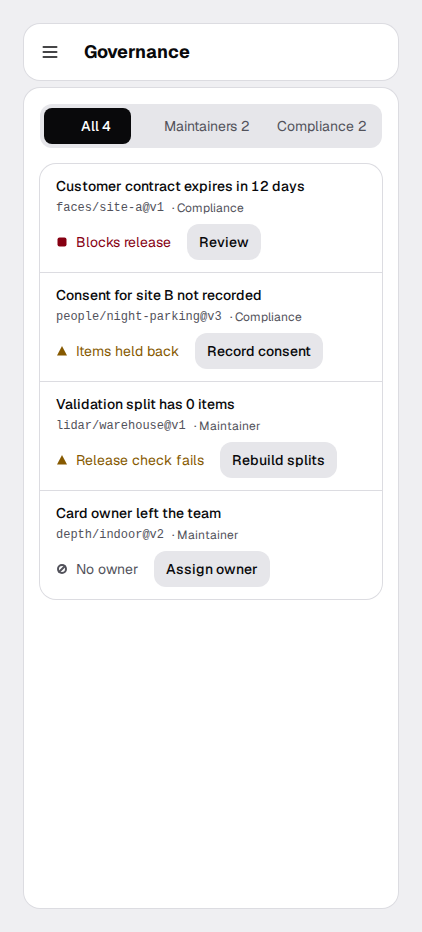 Governance
All 4 Maintainers 2 Compliance 2
Customer contract expires in 12 days
faces/site-a@v1 · Compliance
Blocks release Review
Consent for site B not recorded
people/night-parking@v3 · Compliance
Items held back Record consent
Validation split has 0 items
lidar/warehouse@v1 · Maintainer
Release check fails Rebuild splits
Card owner left the team
depth/indoor@v2 · Maintainer
No owner Assign owner